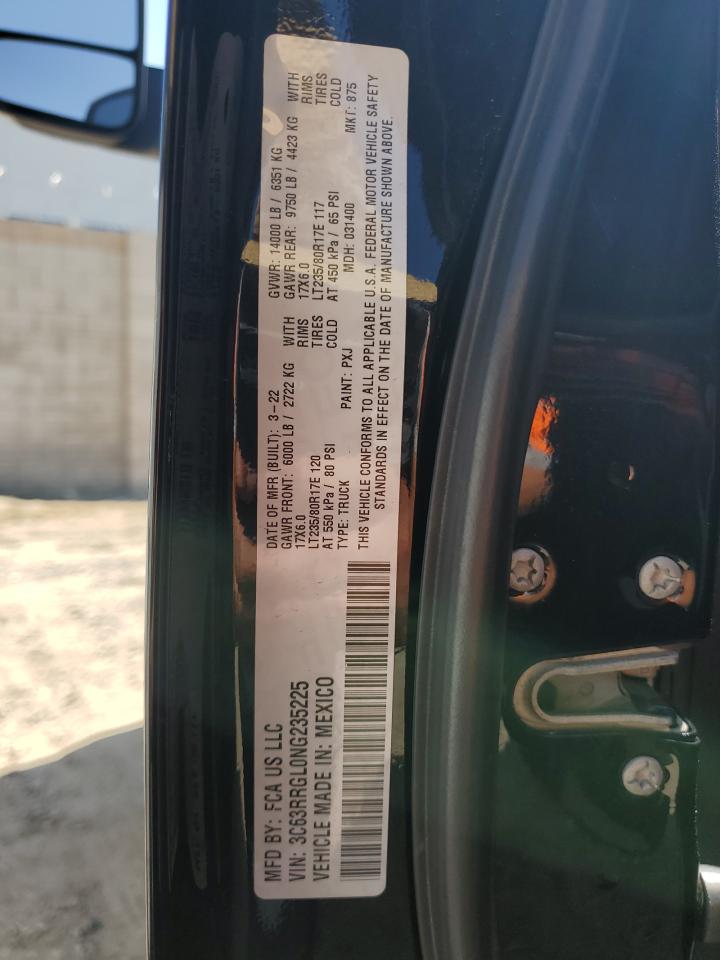 MFD BY: FCA US LLC
VIN: 3C63RRGL0NG235225
VEHICLE MADE IN: MEXICO
DATE OF MFR (BUILT): 3-22
GAWR FRONT: 6000 LB / 2722 KG WITH
17X6.0 RIMS
LT235/80R17E 120 TIRES
AT 550 kPa / 80 PSI COLD
TYPE: TRUCK
GVWR: 14000 LB / 6351 KG
GAWR REAR: 9750 LB / 4423 KG WITH
17X6.0 RIMS
LT235/80R17E 117 TIRES
AT 450 kPa / 65 PSI COLD
PAINT: PXJ MDH: 031400 MKT: 875
THIS VEHICLE CONFORMS TO ALL APPLICABLE U.S.A. FEDERAL MOTOR VEHICLE SAFETY
STANDARDS IN EFFECT ON THE DATE OF MANUFACTURE SHOWN ABOVE.